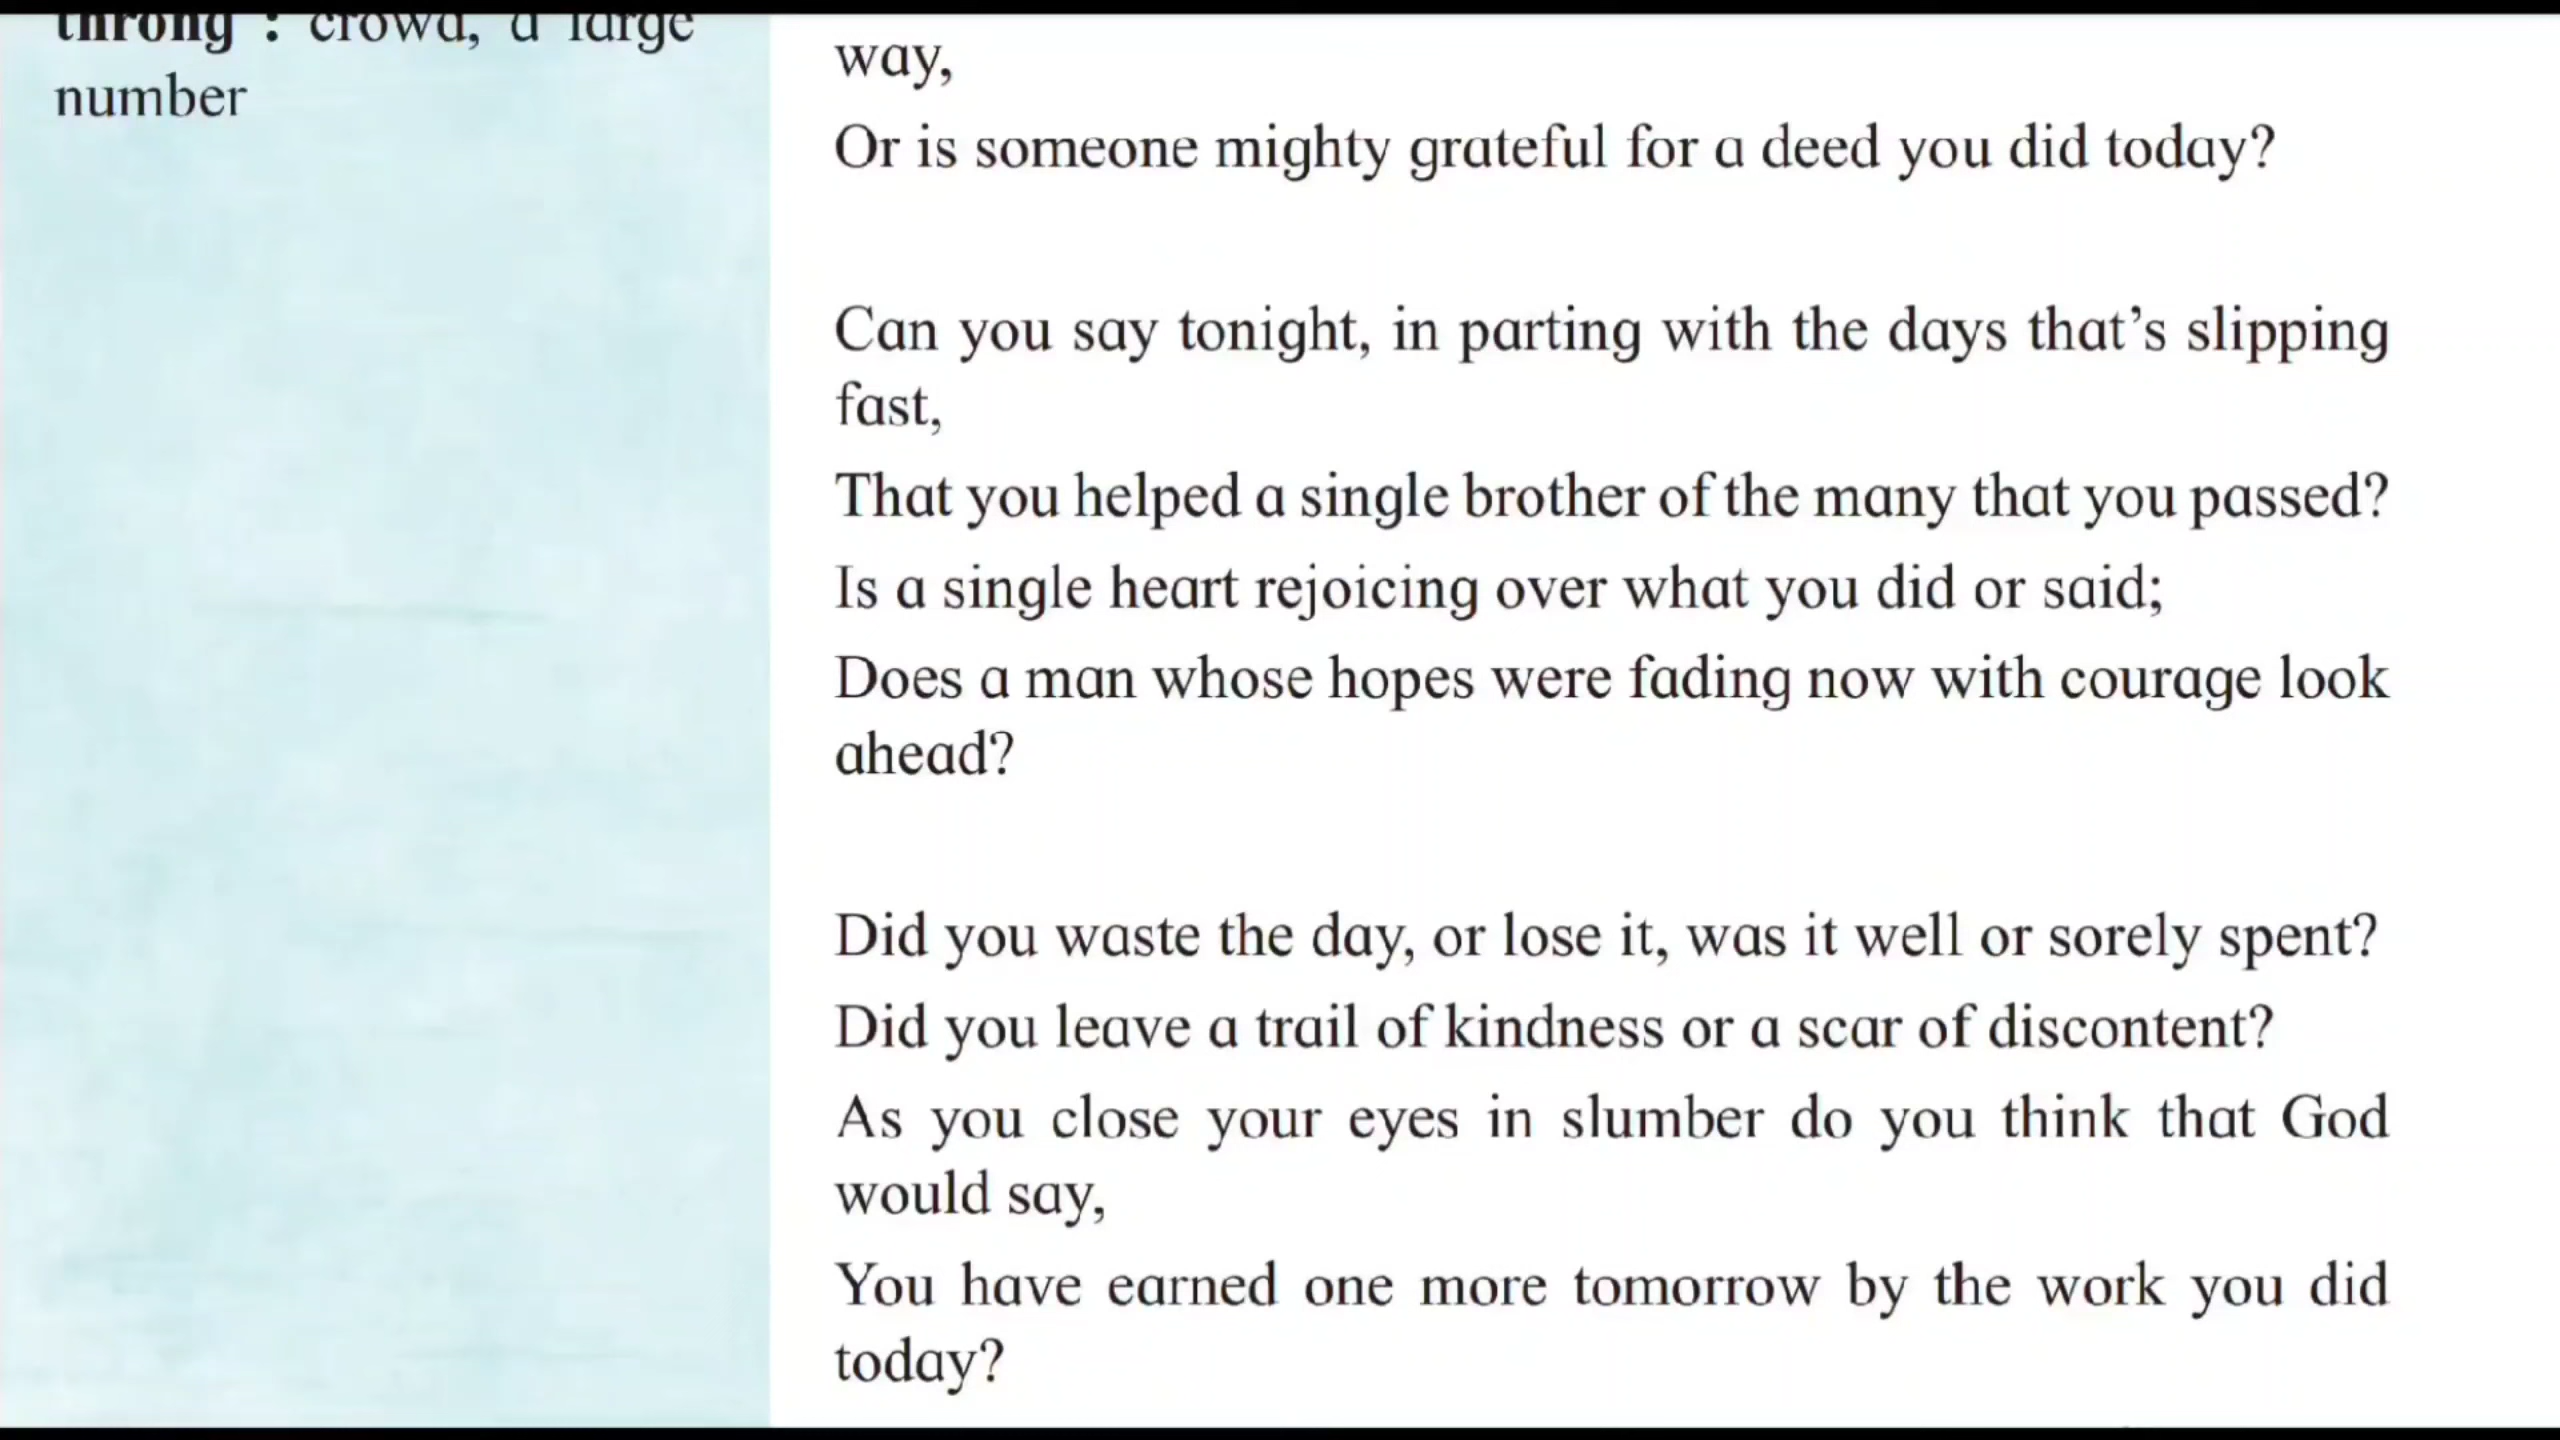 throng : crowd, a large
number
way,
Or is someone mighty grateful for a deed you did today?
Can you say tonight, in parting with the days that’s slipping
fast,
That you helped a single brother of the many that you passed?
Is a single heart rejoicing over what you did or said;
Does a man whose hopes were fading now with courage look
ahead?
Did you waste the day, or lose it, was it well or sorely spent?
Did you leave a trail of kindness or a scar of discontent?
As you close your eyes in slumber do you think that God
would say,
You have earned one more tomorrow by the work you did
today?